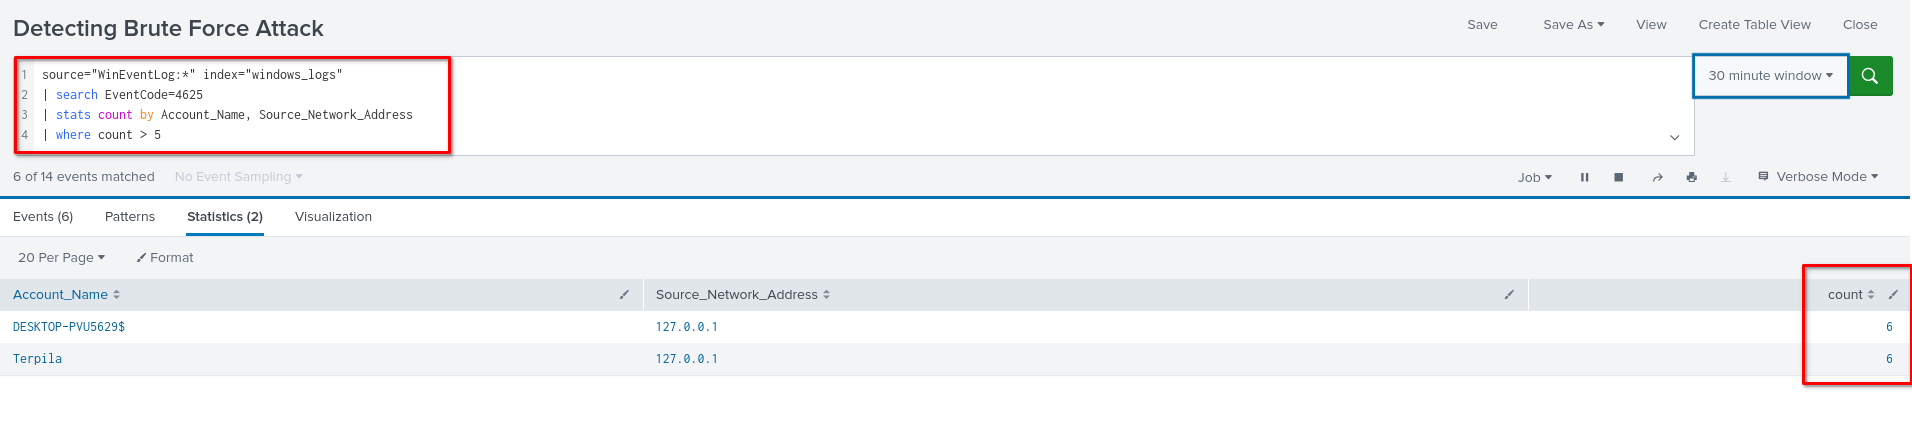 Detecting Brute Force Attack
Save Save As View Create Table View Close
1 source="WinEventLog:*" index="windows_logs"
2 | search EventCode=4625
3 | stats count by Account_Name, Source_Network_Address
4 | where count > 5
30 minute window
6 of 14 events matched No Event Sampling
Job Verbose Mode
Events (6) Patterns Statistics (2) Visualization
20 Per Page Format
Account_Name Source_Network_Address count
DESKTOP-PVU5629$ 127.0.0.1 6
Terpila 127.0.0.1 6